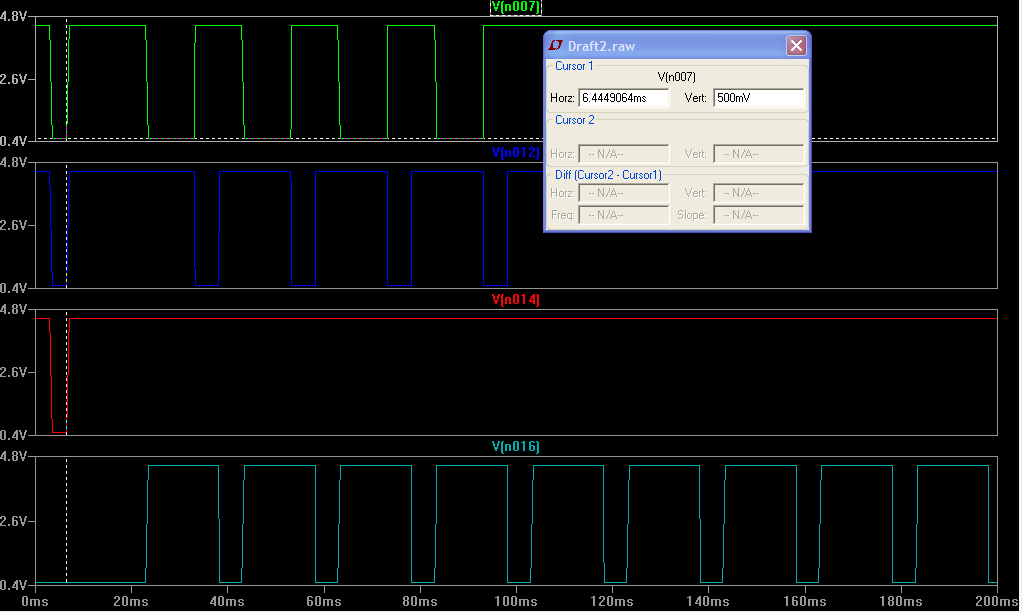 V(n007)
4.8V
2.6V
0.4V
Draft2.raw
Cursor 1
V(n007)
Horz: 6.4449064ms Vert: 500mV
Cursor 2
Horz: -- N/A-- Vert: -- N/A--
Diff (Cursor2 - Cursor1)
Horz: -- N/A-- Vert: -- N/A--
Freq: -- N/A-- Slope: -- N/A--
V(n012)
4.8V
2.6V
0.4V
V(n014)
4.8V
2.6V
0.4V
V(n016)
4.8V
2.6V
0.4V
0ms 20ms 40ms 60ms 80ms 100ms 120ms 140ms 160ms 180ms 200ms